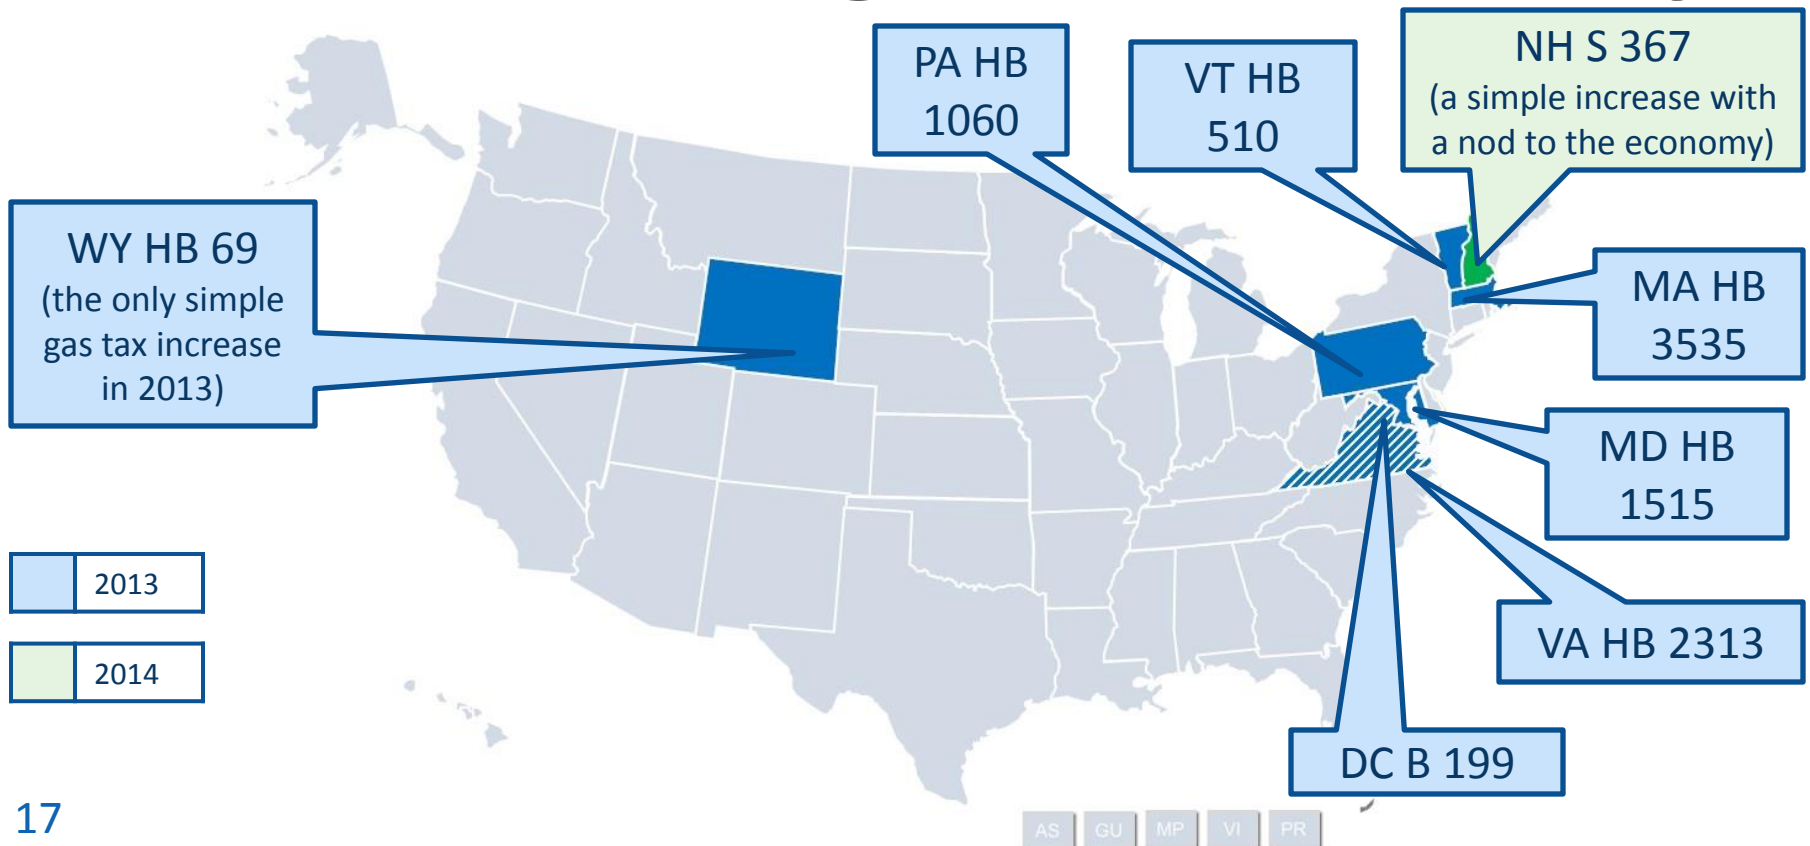 PA HB
1060
VT HB
510
NH S 367
(a simple increase with
a nod to the economy)
WY HB 69
(the only simple
gas tax increase
in 2013)
MA HB
3535
MD HB
1515
VA HB 2313
DC B 199
2013
2014
17
AS
GU
MP
VI
PR